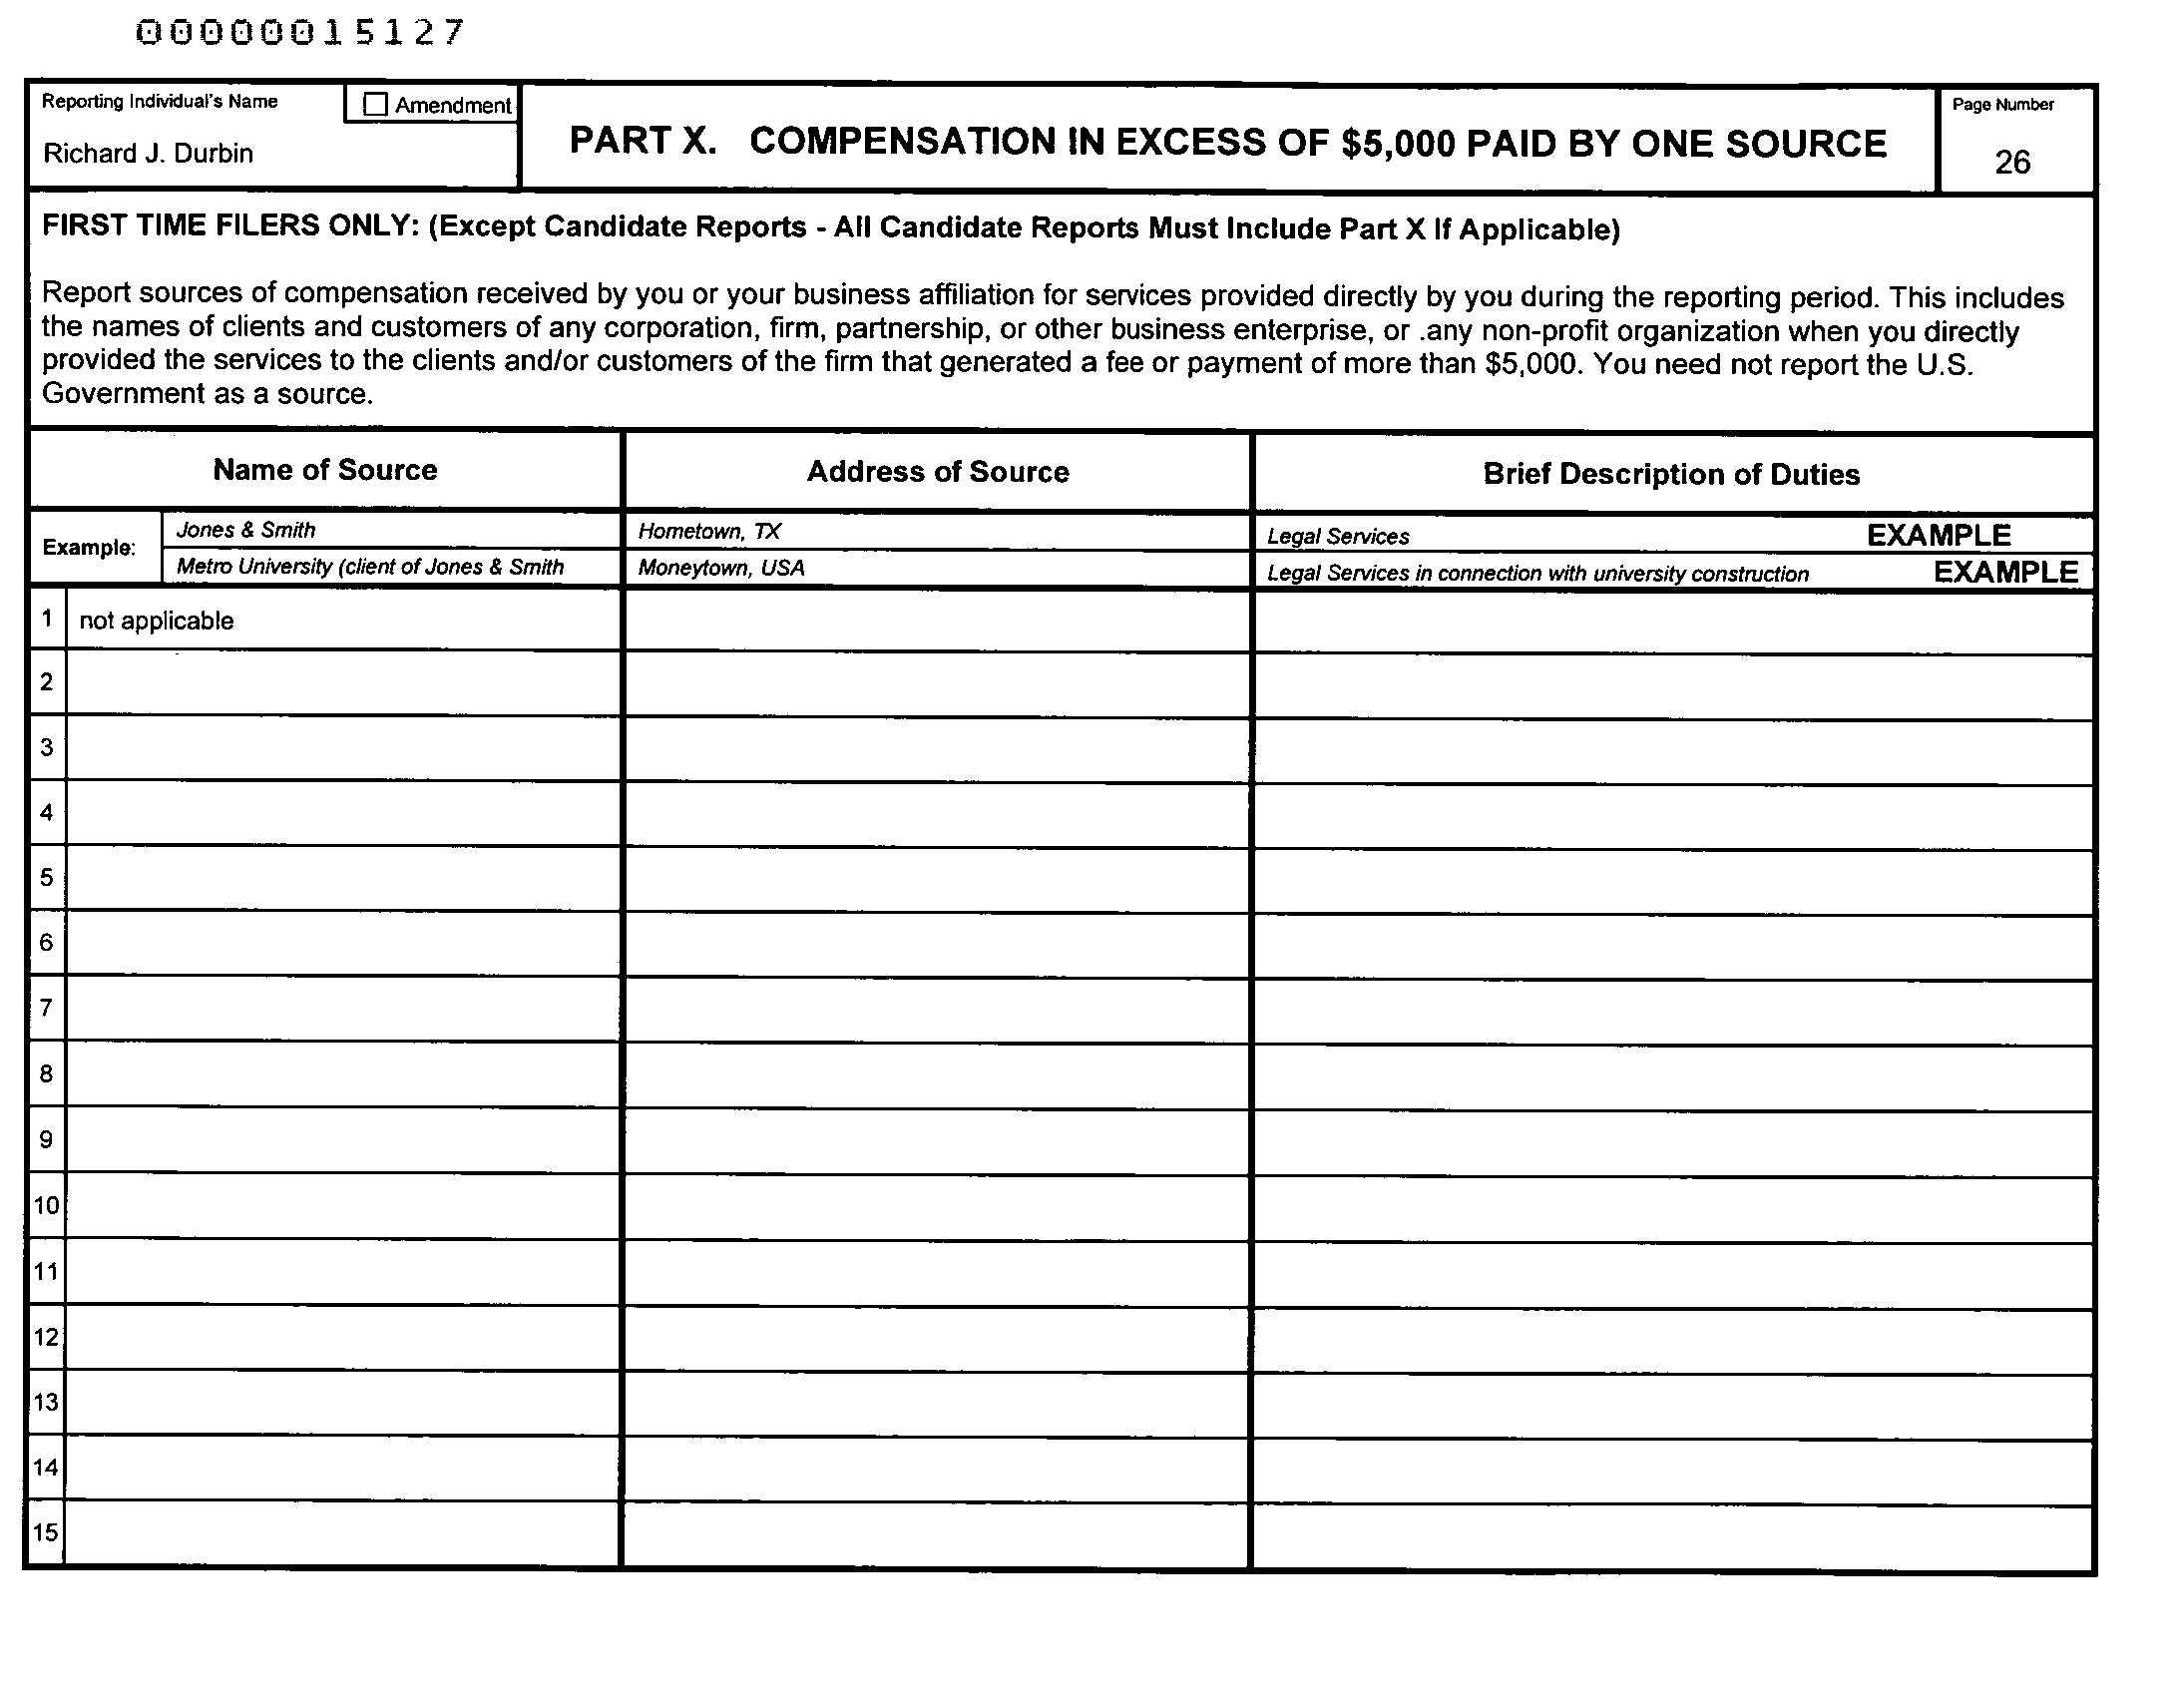 00000015127
Reporting Individual's Name
Amendment
Richard J. Durbin
PART X. COMPENSATION IN EXCESS OF $5,000 PAID BY ONE SOURCE
Page Number
26
FIRST TIME FILERS ONLY: (Except Candidate Reports - All Candidate Reports Must Include Part X If Applicable)
Report sources of compensation received by you or your business affiliation for services provided directly by you during the reporting period. This includes
the names of clients and customers of any corporation, firm, partnership, or other business enterprise, or .any non-profit organization when you directly
provided the services to the clients and/or customers of the firm that generated a fee or payment of more than $5,000. You need not report the U.S.
Government as a source.
Name of Source
Address of Source
Brief Description of Duties
Example:
Jones & Smith
Hometown, TX
Legal Services EXAMPLE
Metro University (client of Jones & Smith
Moneytown, USA
Legal Services in connection with university construction EXAMPLE
1 not applicable
2
3
4
5
6
7
8
9
10
11
12
13
14
15